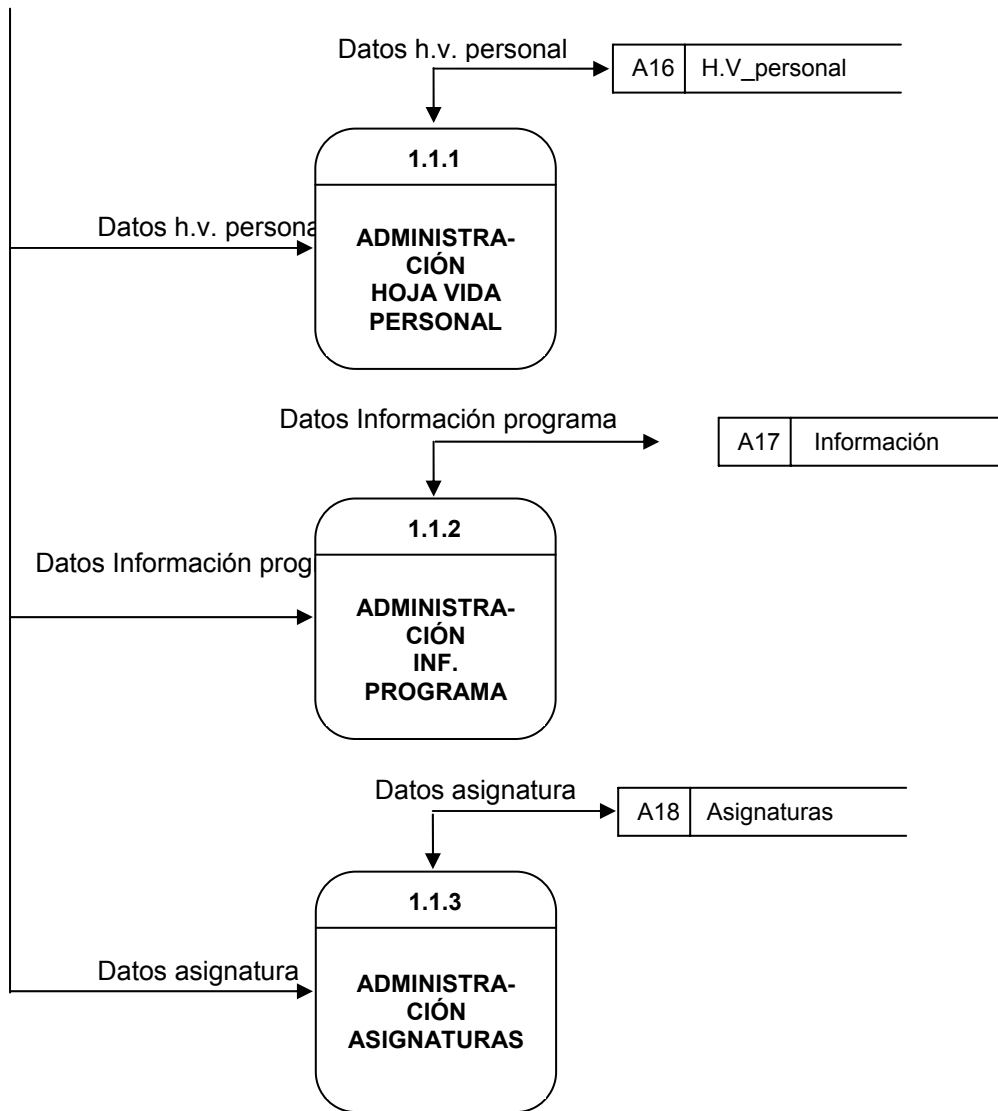 Datos h.v. personal
A16 H.V_personal
1.1.1
Datos h.v. persona
ADMINISTRA-
CIÓN
HOJA VIDA
PERSONAL
Datos Información programa
A17 Información
1.1.2
Datos Información prog
ADMINISTRA-
CIÓN
INF.
PROGRAMA
Datos asignatura
A18 Asignaturas
1.1.3
Datos asignatura
ADMINISTRA-
CIÓN
ASIGNATURAS